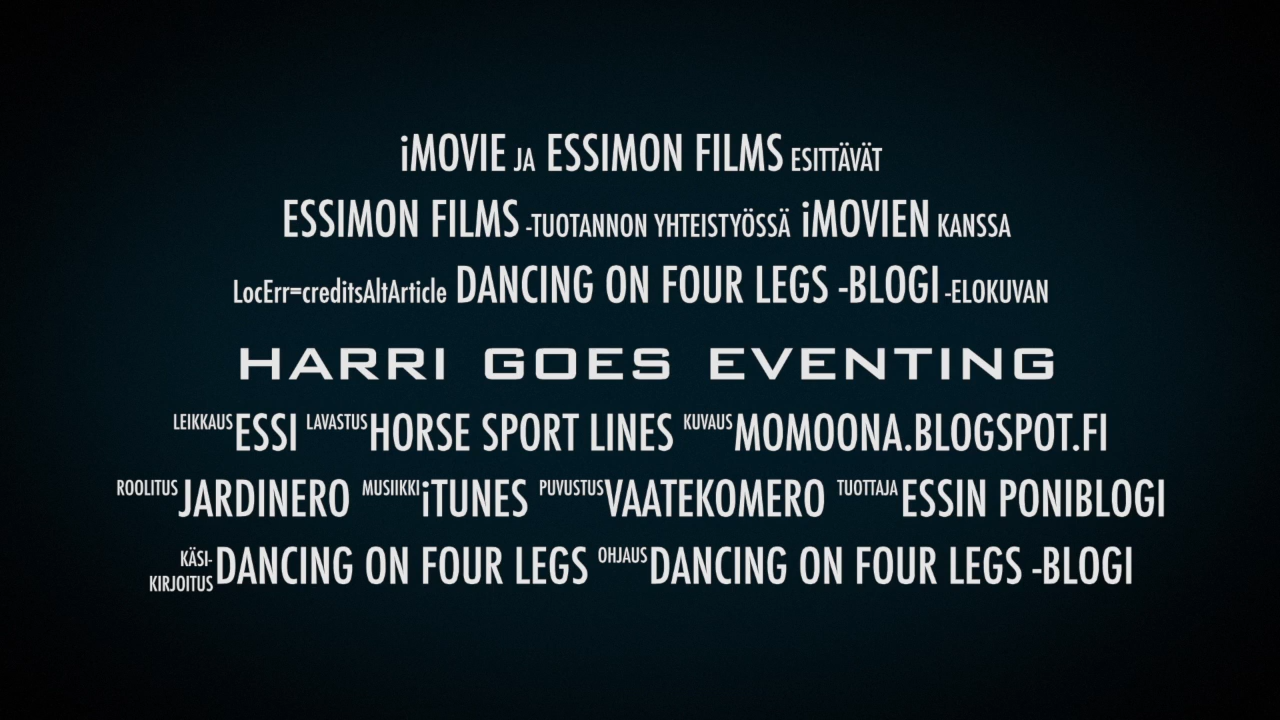 iMOVIE JA ESSIMON FILMS ESITTÄVÄT
ESSIMON FILMS -TUOTANNON YHTEISTYÖSSÄ iMOVIEN KANSSA
LocErr=creditsAltArticle DANCING ON FOUR LEGS -BLOGI -ELOKUVAN
HARRI GOES EVENTING
LEIKKAUS ESSI LAVASTUS HORSE SPORT LINES KUVAUS MOMOONA.BLOGSPOT.FI
ROOLITUS JARDINERO MUSIIKKI iTUNES PUVUSTUS VAATEKOMERO TUOTTAJA ESSIN PONIBLOGI
KÄSI-KIRJOITUS DANCING ON FOUR LEGS OHJAUS DANCING ON FOUR LEGS -BLOGI